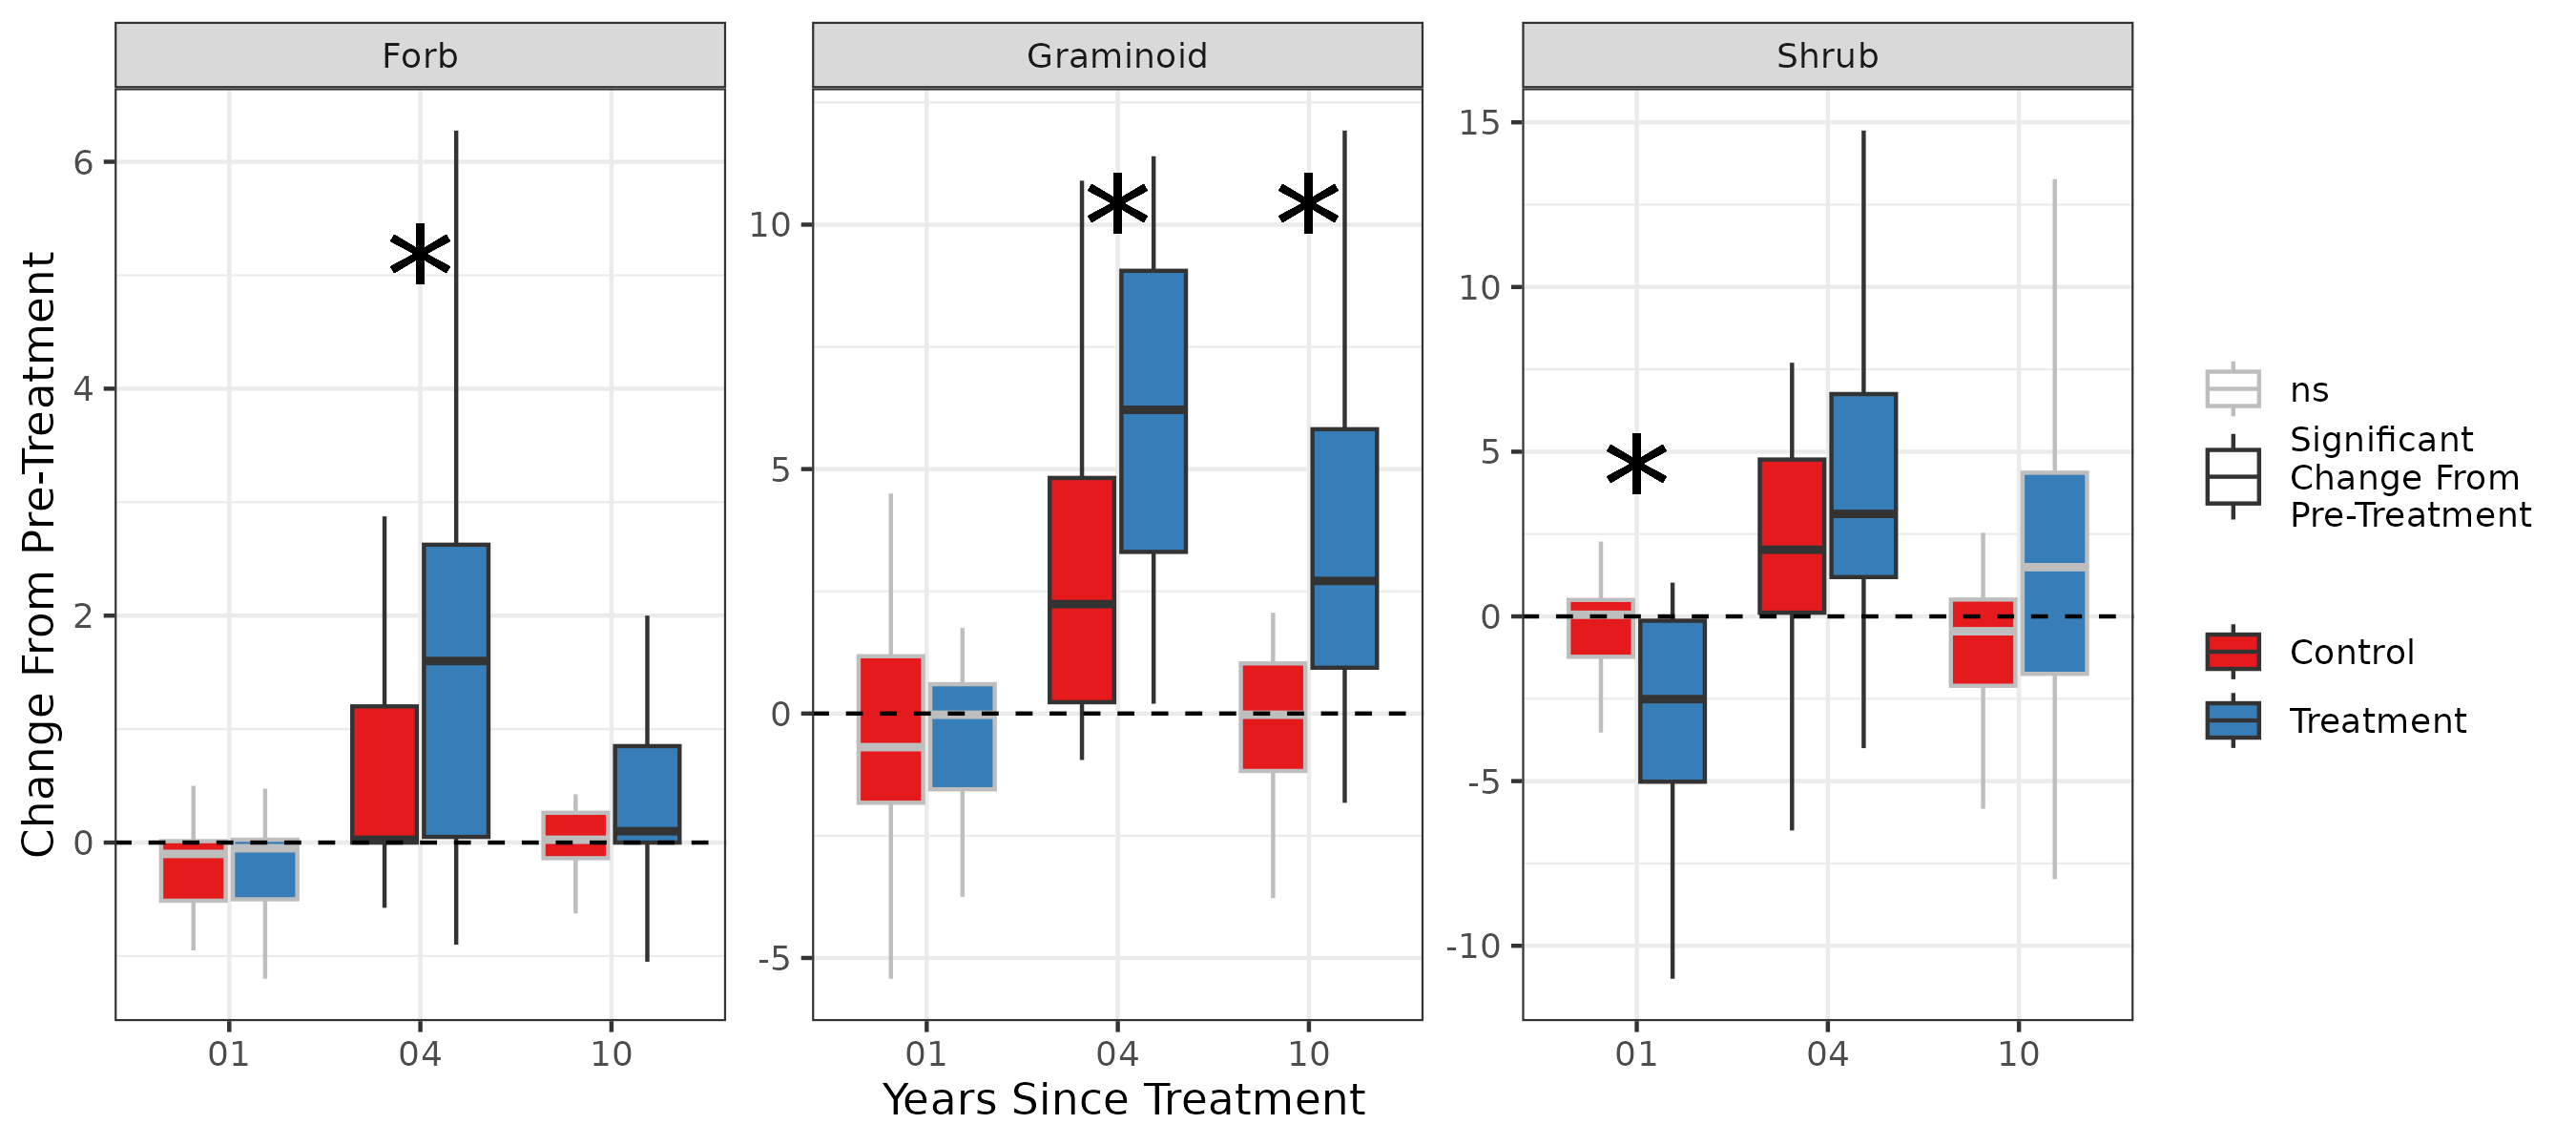 Forb
Graminoid
Shrub
Change From Pre-Treatment
6
4
2
0
10
5
0
-5
15
10
5
0
-5
-10
01
04
10
01
04
10
01
04
10
Years Since Treatment
ns
Significant
Change From
Pre-Treatment
Control
Treatment